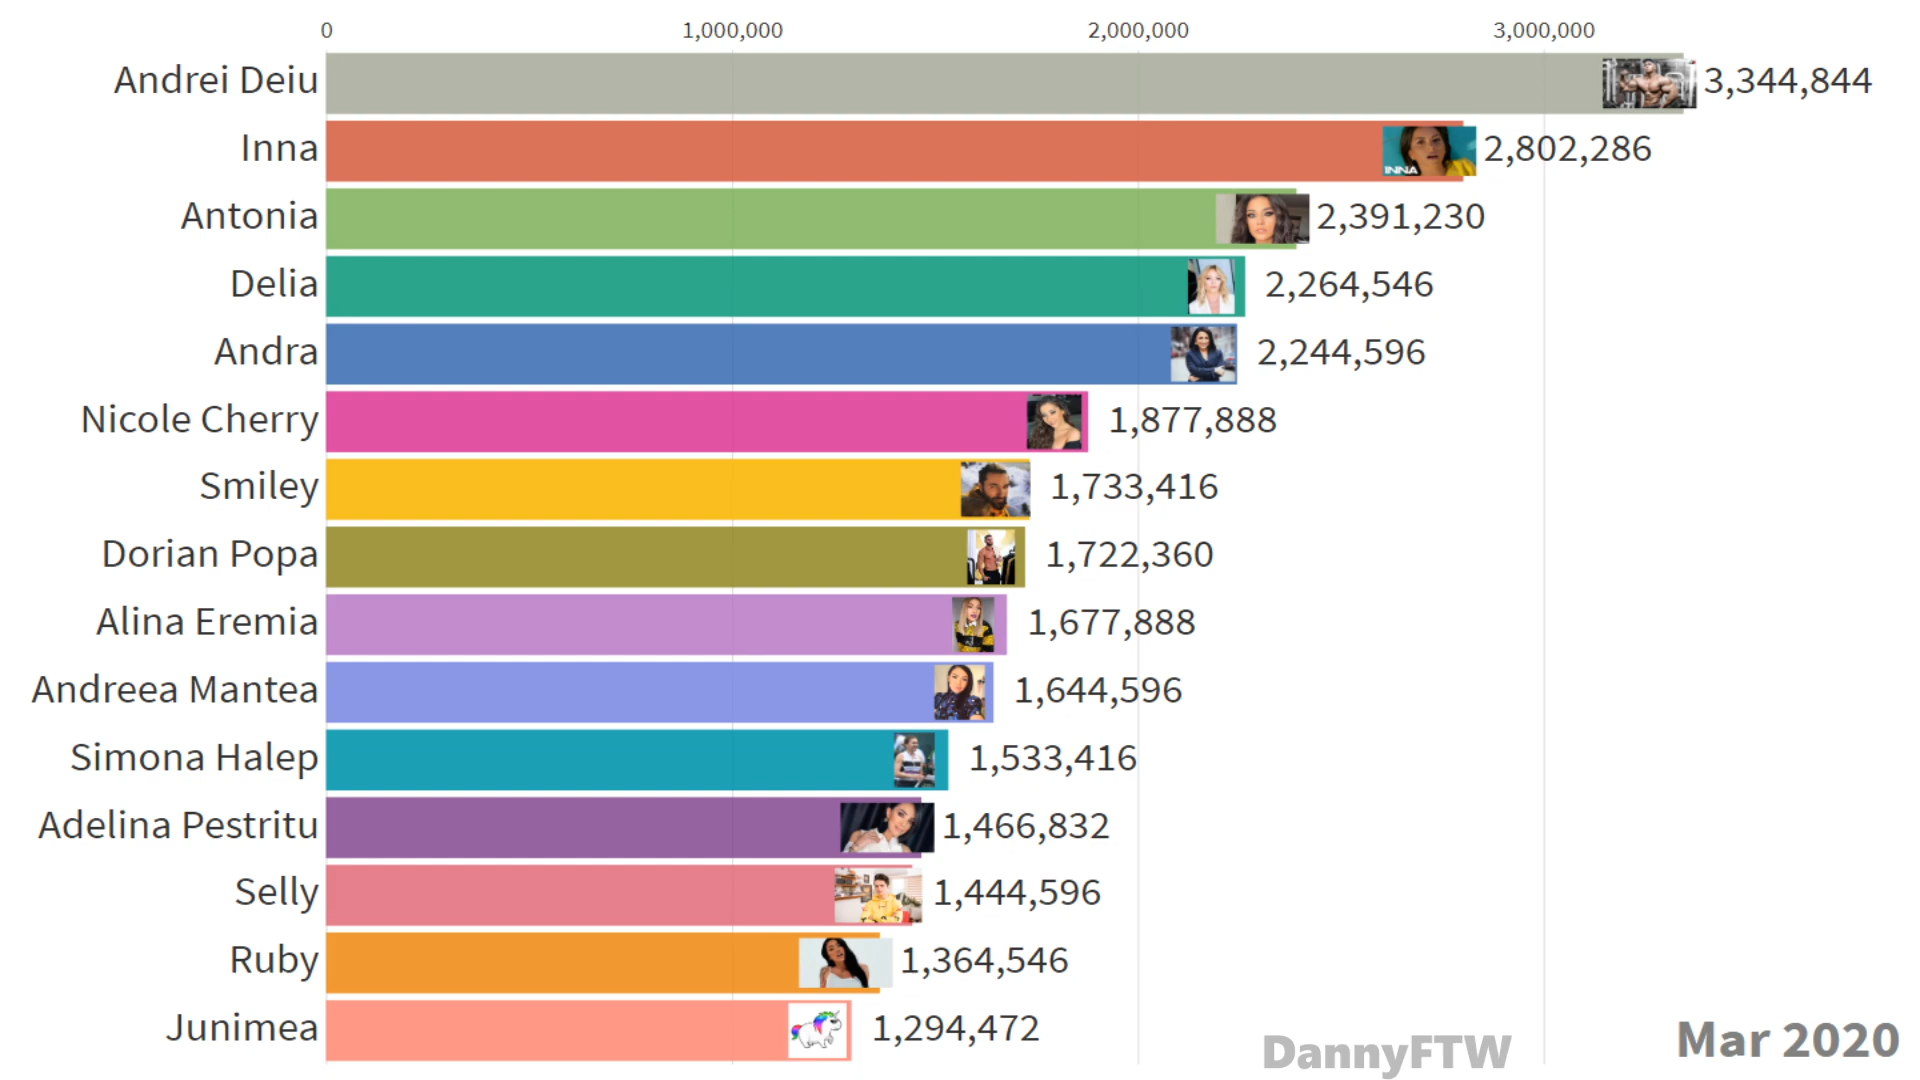 0 1,000,000 2,000,000 3,000,000
Andrei Deiu 3,344,844
Inna INNA 2,802,286
Antonia 2,391,230
Delia 2,264,546
Andra 2,244,596
Nicole Cherry 1,877,888
Smiley 1,733,416
Dorian Popa 1,722,360
Alina Eremia 1,677,888
Andreea Mantea 1,644,596
Simona Halep 1,533,416
Adelina Pestritu 1,466,832
Selly 1,444,596
Ruby 1,364,546
Junimea 1,294,472
DannyFTW Mar 2020